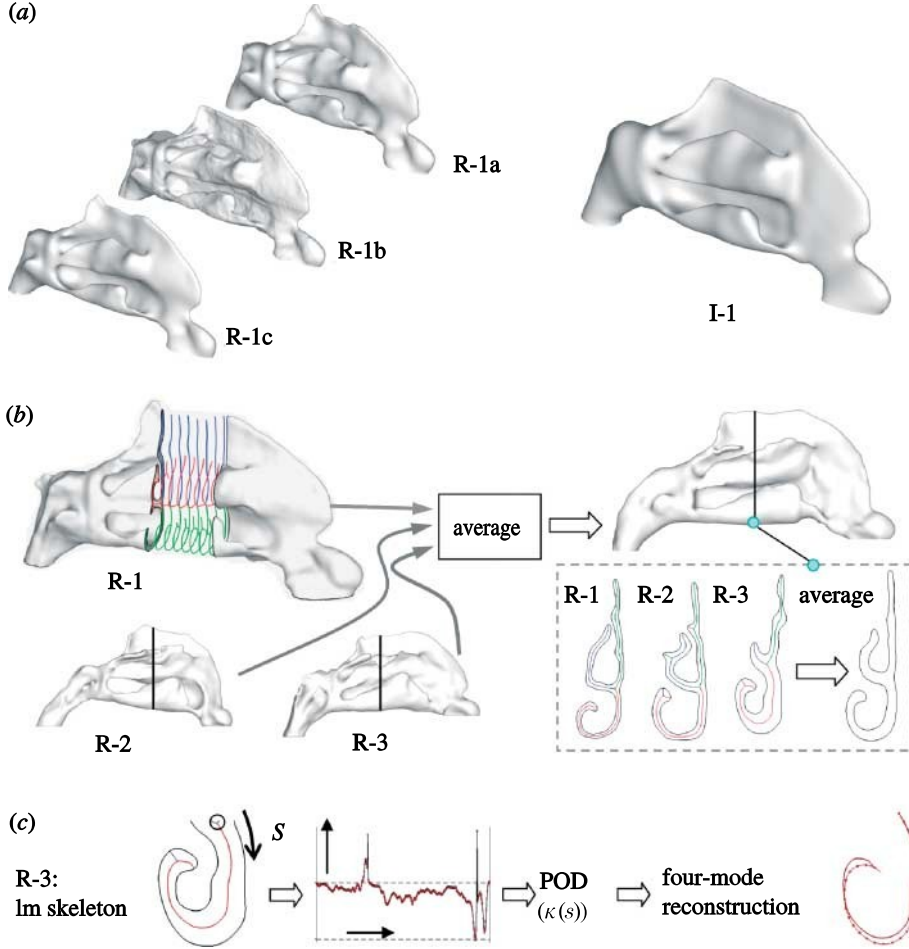 (a)
R-1a
R-1b
R-1c
I-1
(b)
R-1
average
R-2
R-3
R-1 R-2 R-3 average
(c)
R-3:
lm skeleton
S
POD
(κ(s))
four-mode
reconstruction